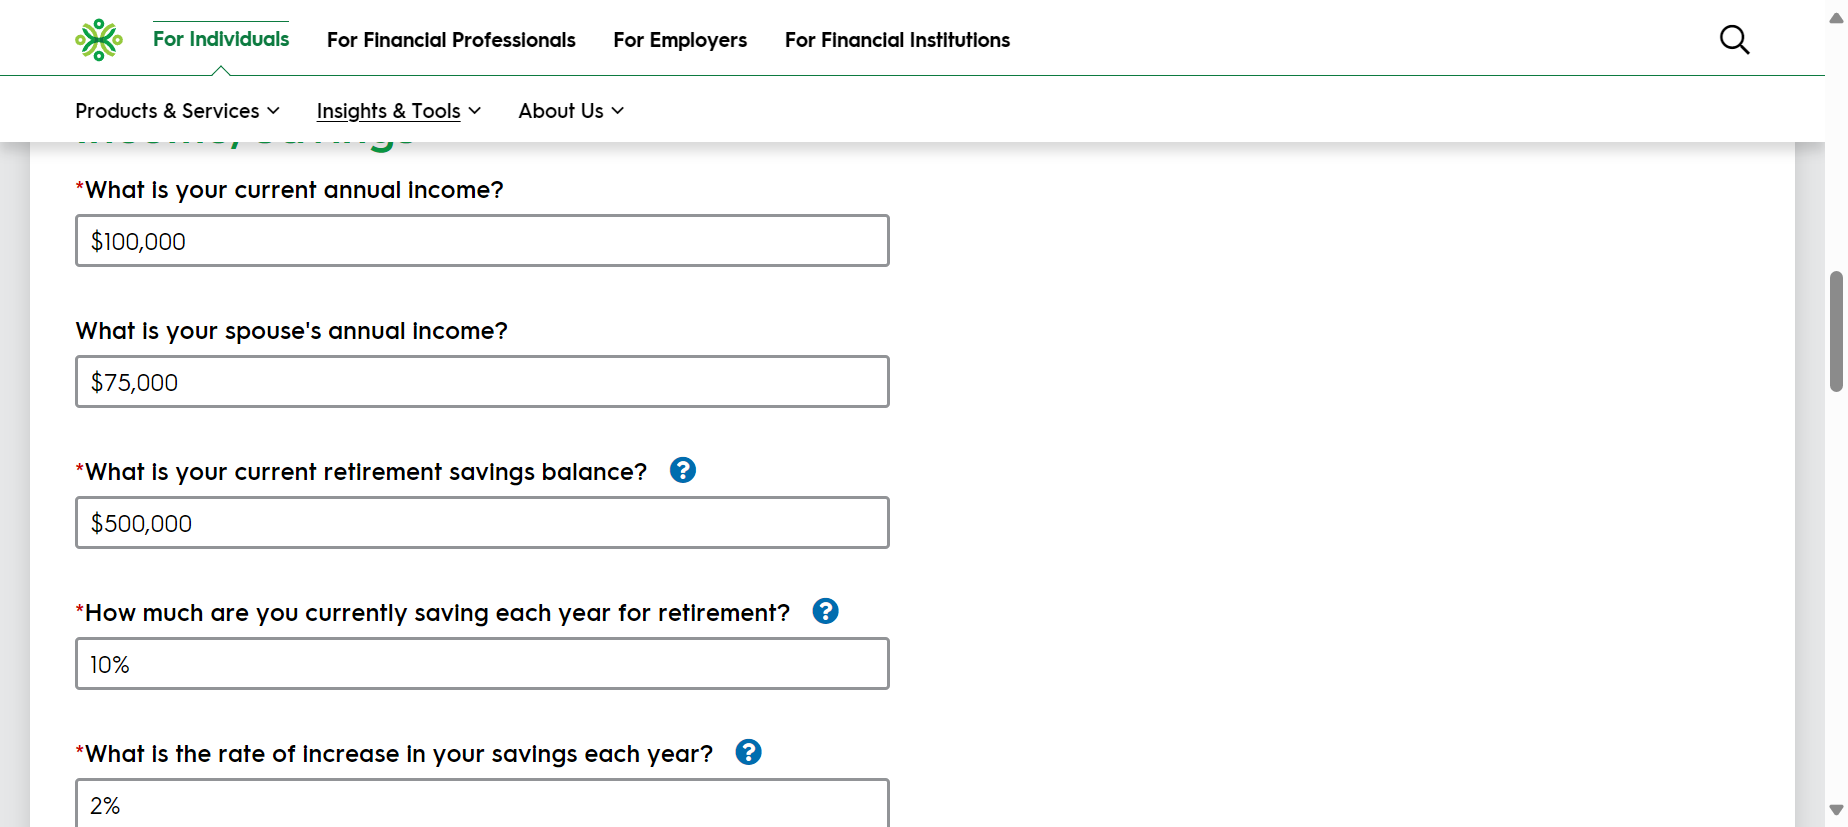 For Individuals
For Financial Professionals
For Employers
For Financial Institutions
Products & Services
Insights & Tools
About Us
*What is your current annual income?
$100,000
What is your spouse's annual income?
$75,000
*What is your current retirement savings balance?
?
$500,000
*How much are you currently saving each year for retirement?
?
10%
*What is the rate of increase in your savings each year?
?
2%